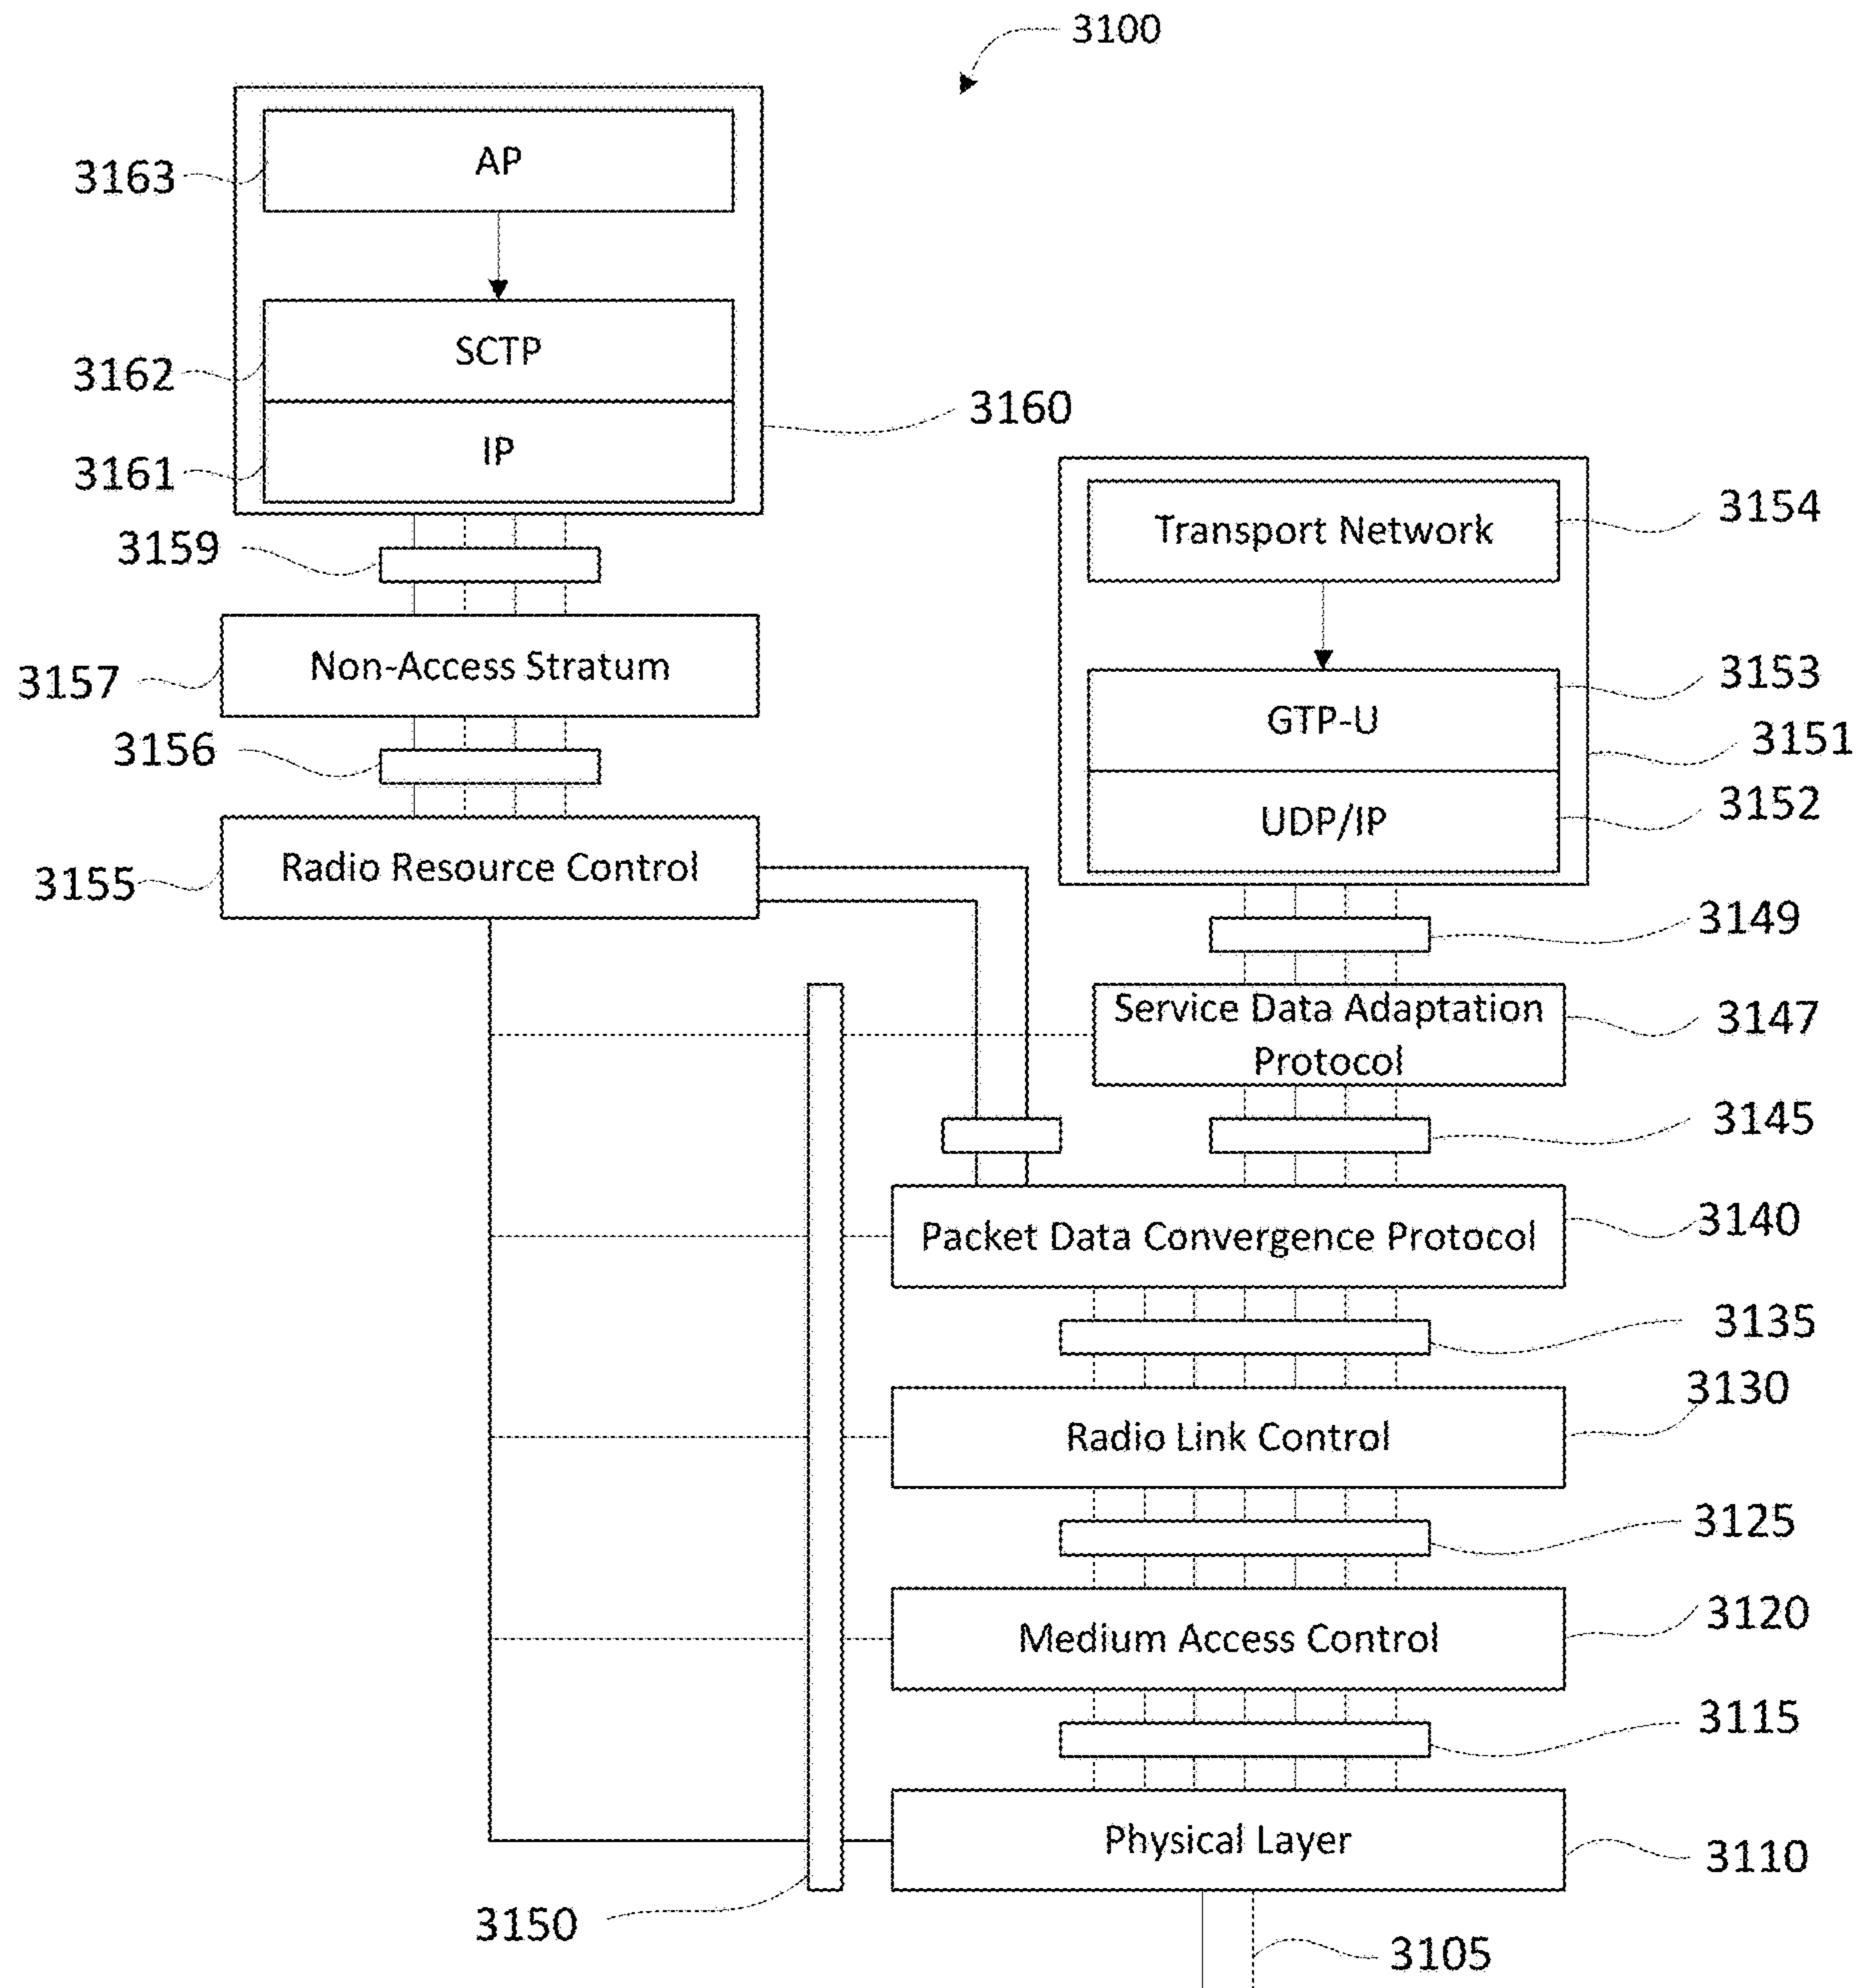 3100
AP
3163
SCTP
3162
3160
IP
3161
3154
Transport Network
3159
Non-Access Stratum
3157
3153
GTP-U
3151
3156
3152
UDP/IP
Radio Resource Control
3155
3149
Service Data Adaptation
Protocol
3147
3145
Packet Data Convergence Protocol
3140
3135
3130
Radio Link Control
3125
Medium Access Control
3120
3115
Physical Layer
3110
3150
3105